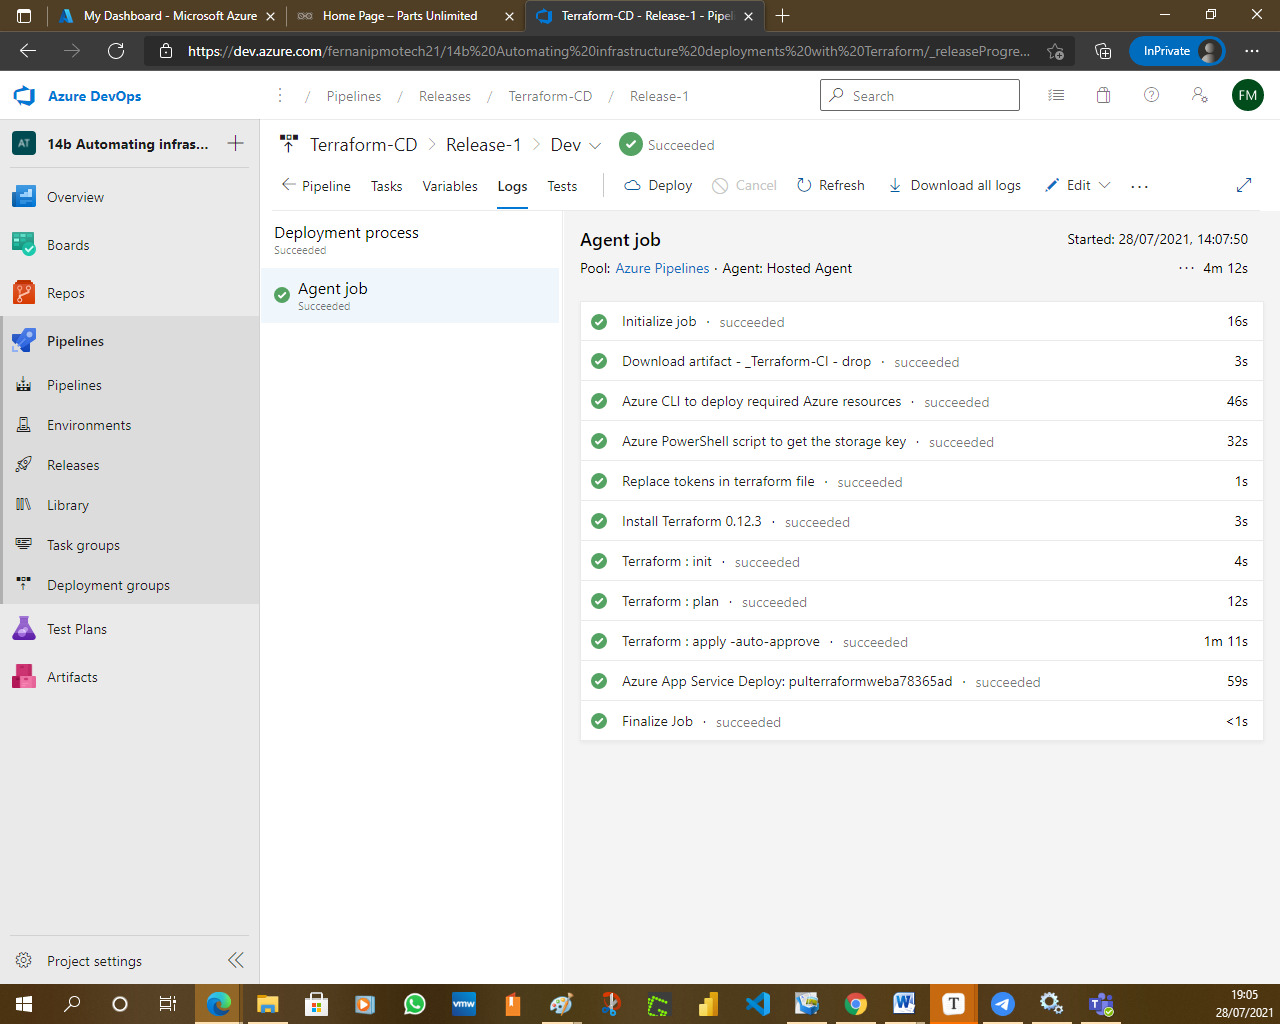 My Dashboard - Microsoft Azure
Home Page – Parts Unlimited
Terraform-CD - Release-1 - Pipel
https://dev.azure.com/fernanipmotech21/14b%20Automating%20infrastructure%20deployments%20with%20Terraform/_releaseProgre...
InPrivate
Azure DevOps
/ Pipelines / Releases / Terraform-CD / Release-1
Search
FM
AT
14b Automating infras...
Overview
Boards
Repos
Pipelines
Pipelines
Environments
Releases
Library
Task groups
Deployment groups
Test Plans
Artifacts
Project settings
Terraform-CD > Release-1 > Dev
Succeeded
Pipeline
Tasks
Variables
Logs
Tests
Deploy
Cancel
Refresh
Download all logs
Edit
Deployment process
Succeeded
Agent job
Succeeded
Agent job
Started: 28/07/2021, 14:07:50
Pool: Azure Pipelines · Agent: Hosted Agent
··· 4m 12s
Initialize job · succeeded 16s
Download artifact - _Terraform-CI - drop · succeeded 3s
Azure CLI to deploy required Azure resources · succeeded 46s
Azure PowerShell script to get the storage key · succeeded 32s
Replace tokens in terraform file · succeeded 1s
Install Terraform 0.12.3 · succeeded 3s
Terraform : init · succeeded 4s
Terraform : plan · succeeded 12s
Terraform : apply -auto-approve · succeeded 1m 11s
Azure App Service Deploy: pulterraformweba78365ad · succeeded 59s
Finalize Job · succeeded <1s
vmw
T
19:05
28/07/2021